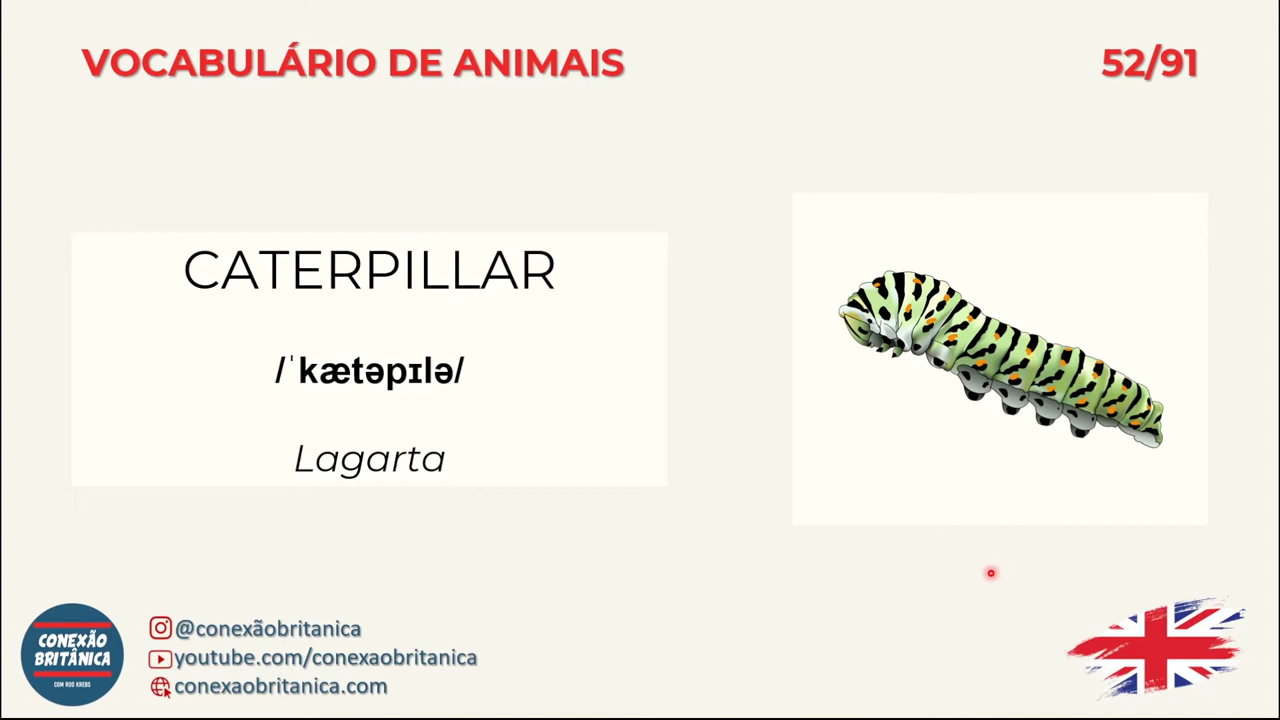 VOCABULÁRIO DE ANIMAIS
52/91
CATERPILLAR
/ˈkætəpɪlə/
Lagarta
CONEXÃO
BRITÂNICA
COM ROD KREBS
@conexãobritanica
youtube.com/conexaobritanica
conexaobritanica.com